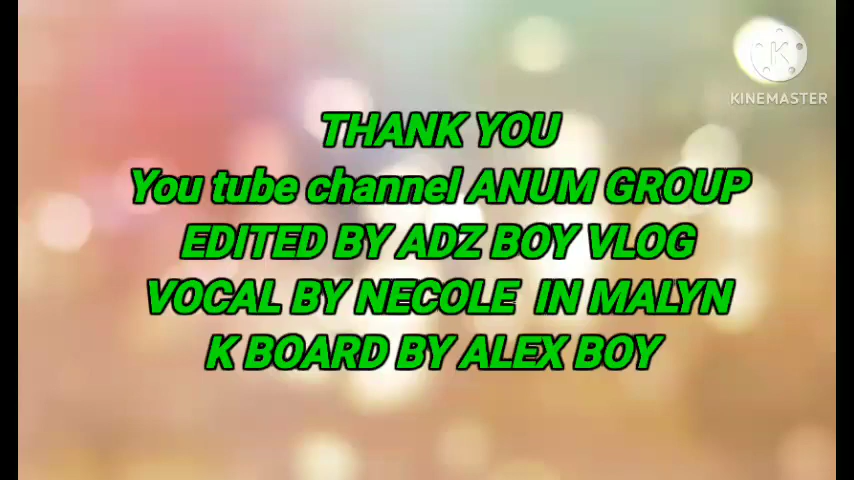 K
KINEMASTER
THANK YOU
You tube channel ANUM GROUP
EDITED BY ADZ BOY VLOG
VOCAL BY NECOLE IN MALYN
K BOARD BY ALEX BOY